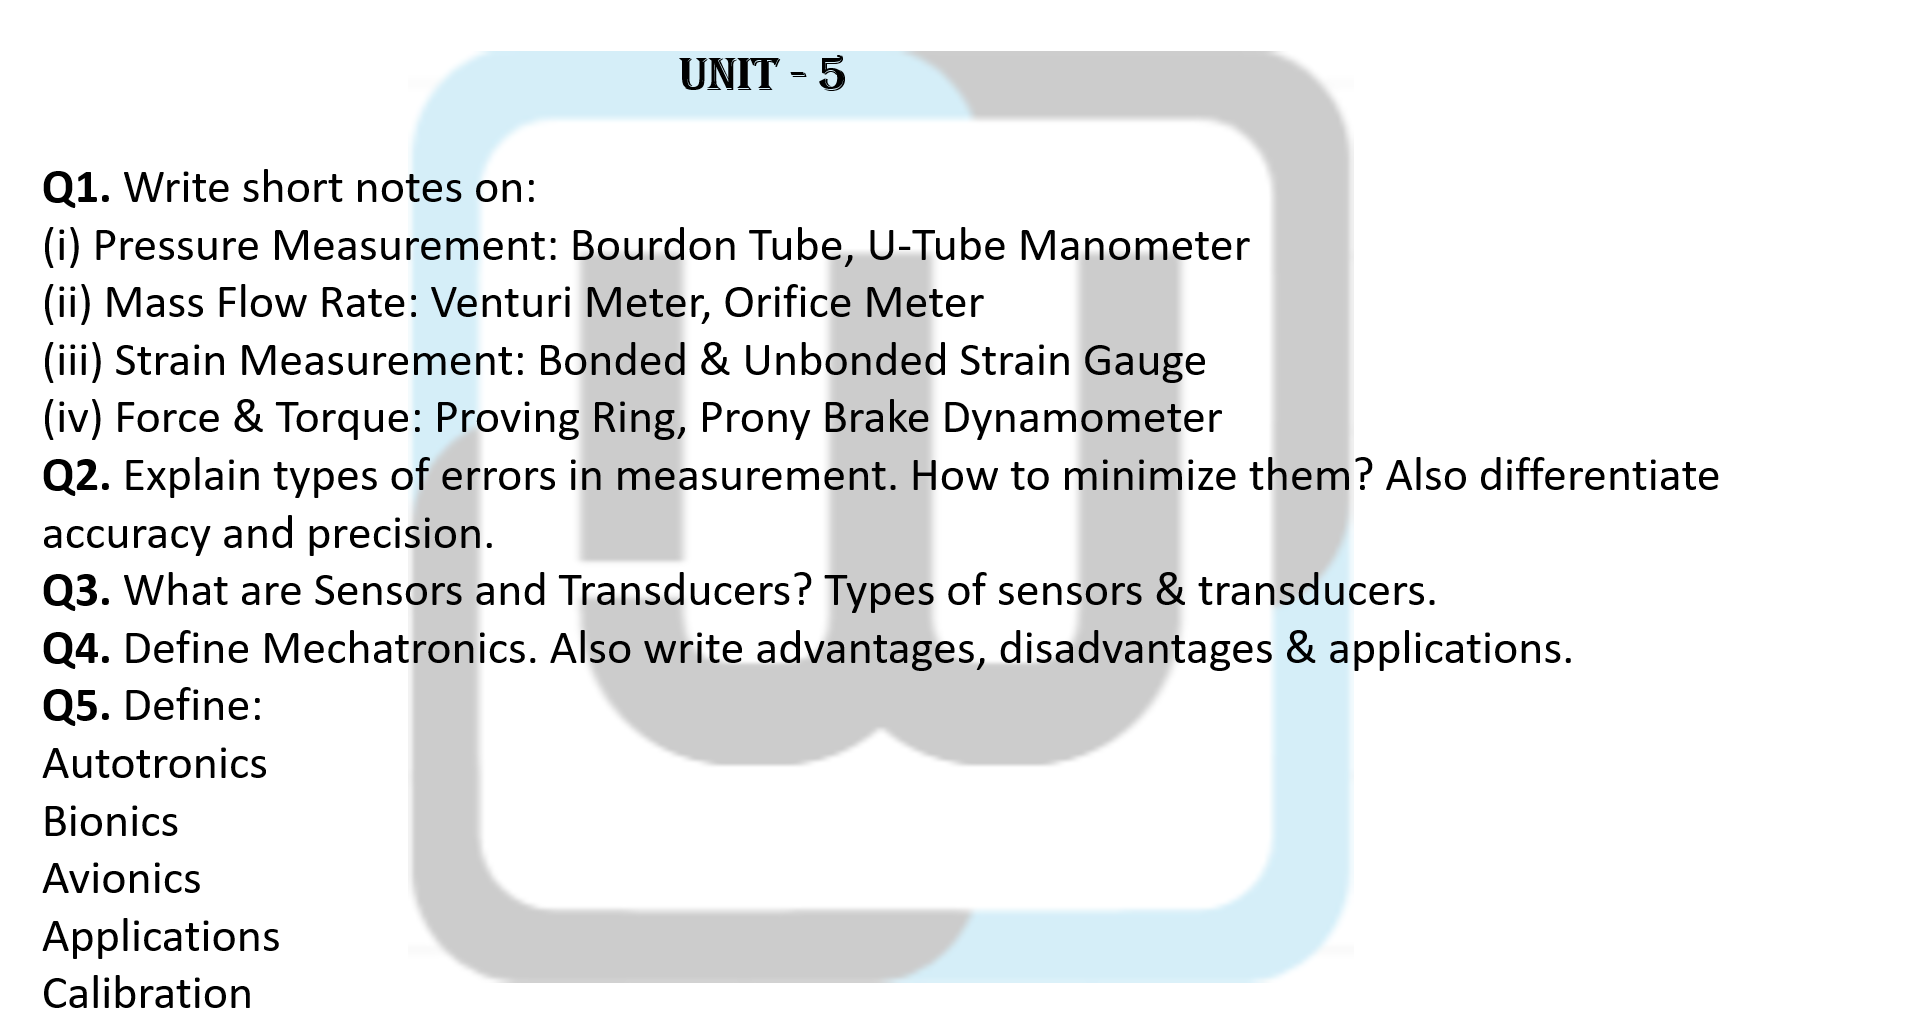 UNIT - 5
Q1. Write short notes on:
(i) Pressure Measurement: Bourdon Tube, U-Tube Manometer
(ii) Mass Flow Rate: Venturi Meter, Orifice Meter
(iii) Strain Measurement: Bonded & Unbonded Strain Gauge
(iv) Force & Torque: Proving Ring, Prony Brake Dynamometer
Q2. Explain types of errors in measurement. How to minimize them? Also differentiate
accuracy and precision.
Q3. What are Sensors and Transducers? Types of sensors & transducers.
Q4. Define Mechatronics. Also write advantages, disadvantages & applications.
Q5. Define:
Autotronics
Bionics
Avionics
Applications
Calibration